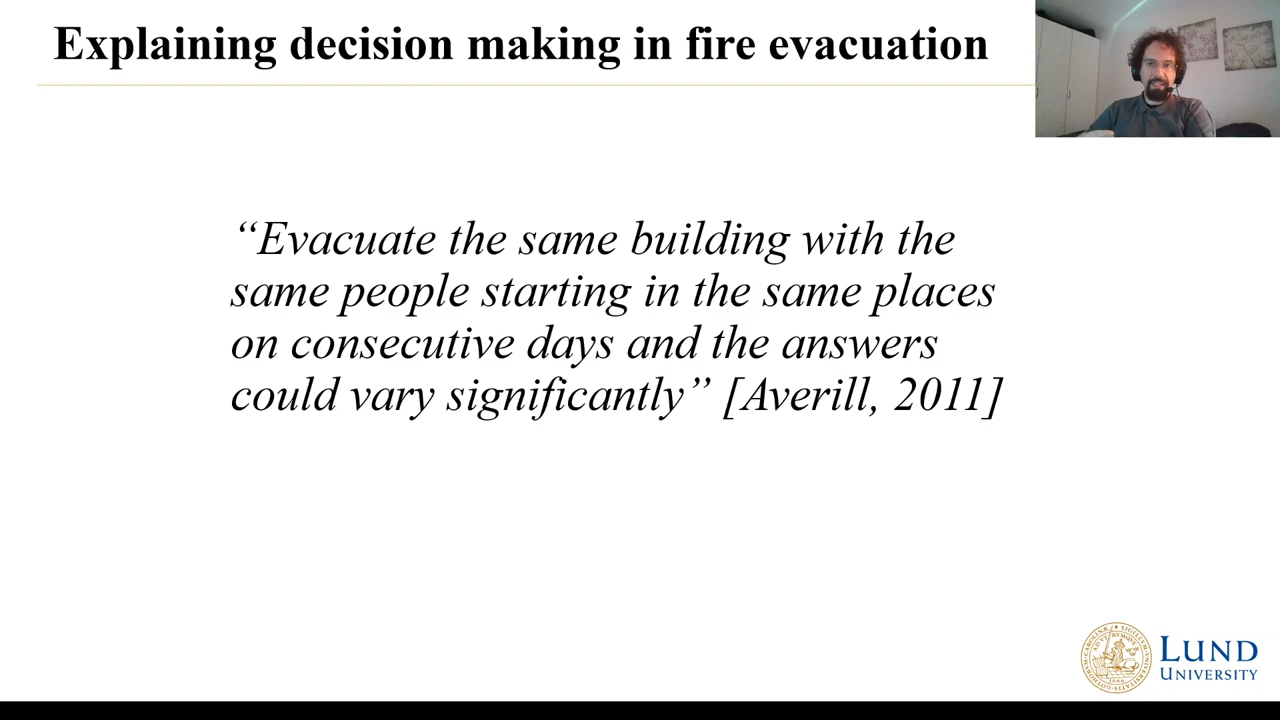 Explaining decision making in fire evacuation
“Evacuate the same building with the
same people starting in the same places
on consecutive days and the answers
could vary significantly” [Averill, 2011]
LUND
UNIVERSITY